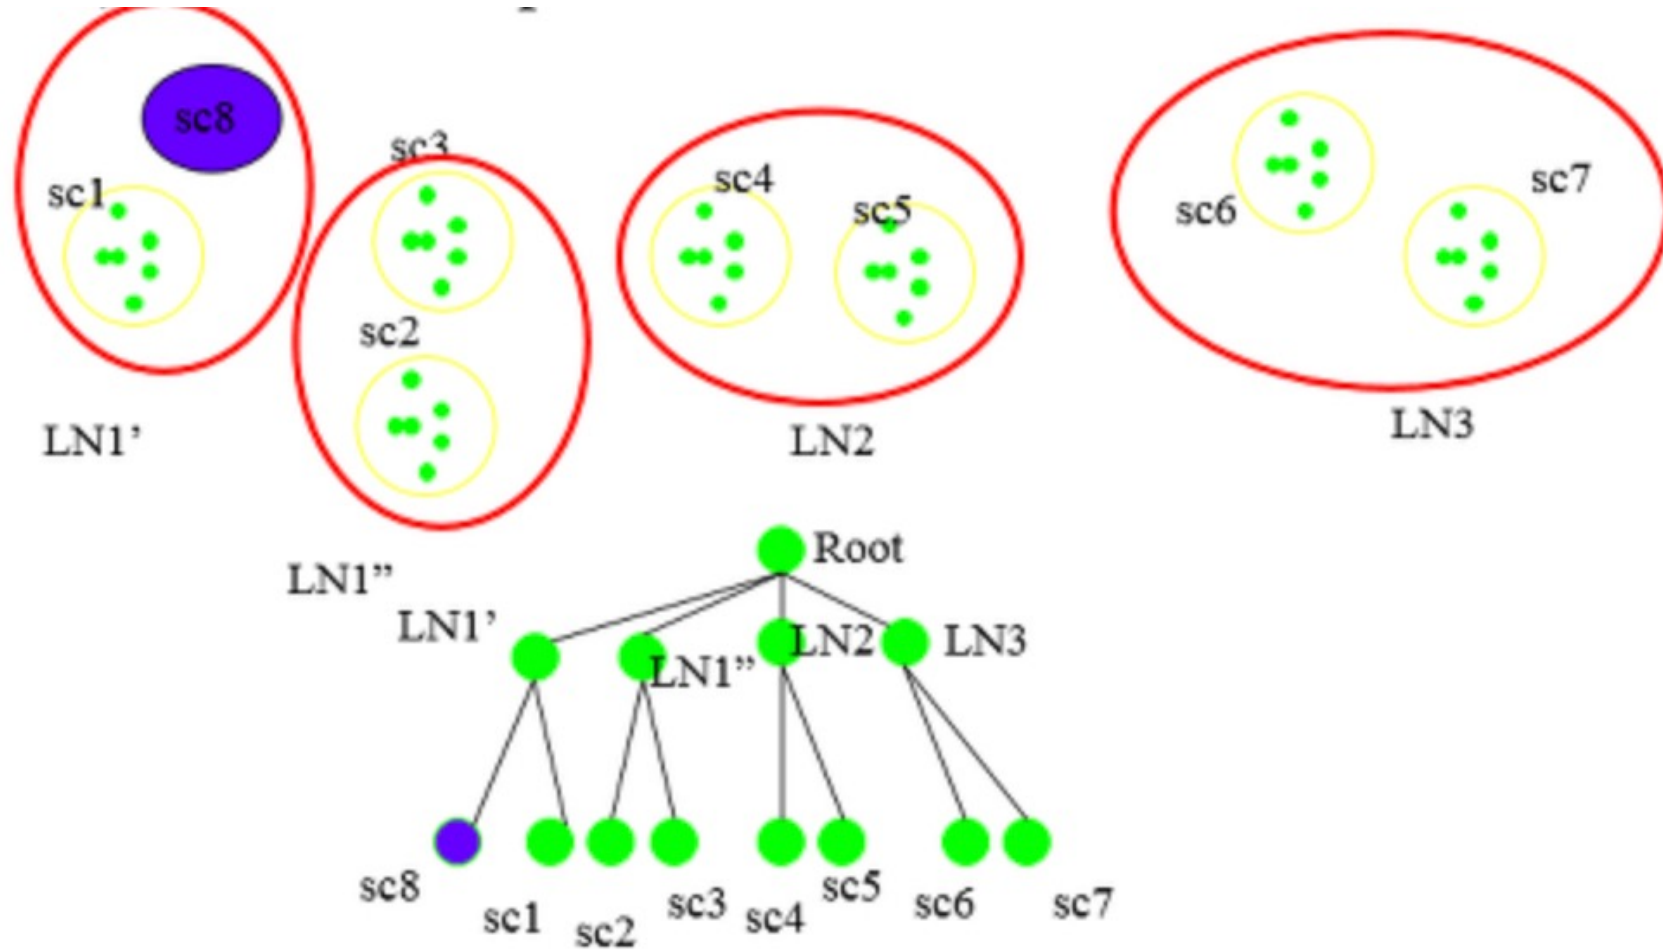 sc8
sc3
sc1
sc4
sc7
sc5
sc6
sc2
LN1’
LN2
LN3
Root
LN1”
LN1’
LN2
LN3
LN1”
sc8
sc5
sc3
sc6
sc7
sc1
sc4
sc2